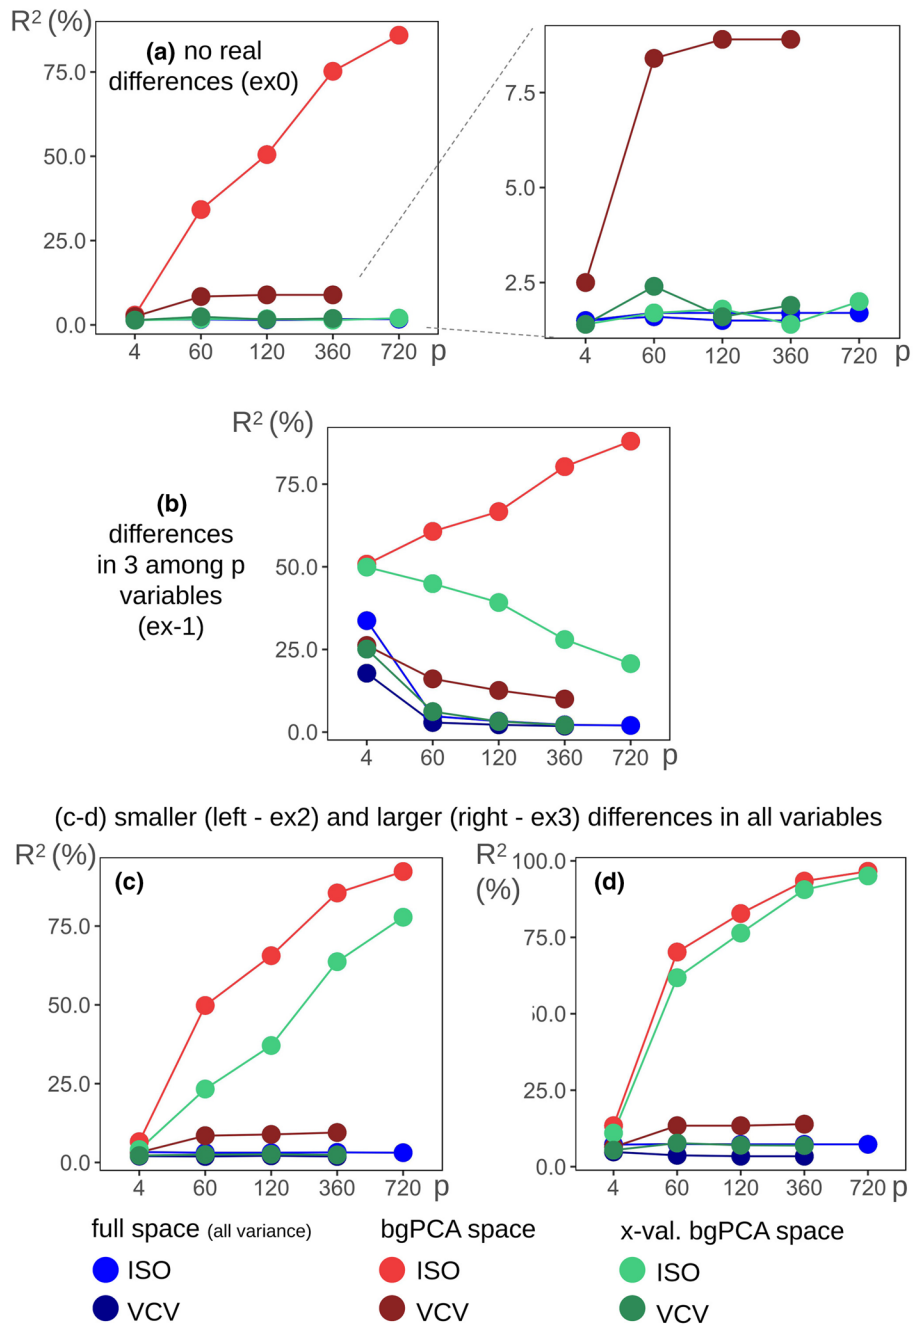 R² (%)
(a) no real
differences (ex0)
75.0
50.0
25.0
0.0
4 60 120 360 720 p
7.5
5.0
2.5
4 60 120 360 720 p
R² (%)
(b)
differences
in 3 among p
variables
(ex-1)
75.0
50.0
25.0
0.0
4 60 120 360 720 p
(c-d) smaller (left - ex2) and larger (right - ex3) differences in all variables
R² (%)
(c)
75.0
50.0
25.0
0.0
4 60 120 360 720 p
R²
(%)
(d)
100.0
75.0
50.0
25.0
0.0
4 60 120 360 720 p
full space (all variance)
ISO
VCV
bgPCA space
ISO
VCV
x-val. bgPCA space
ISO
VCV